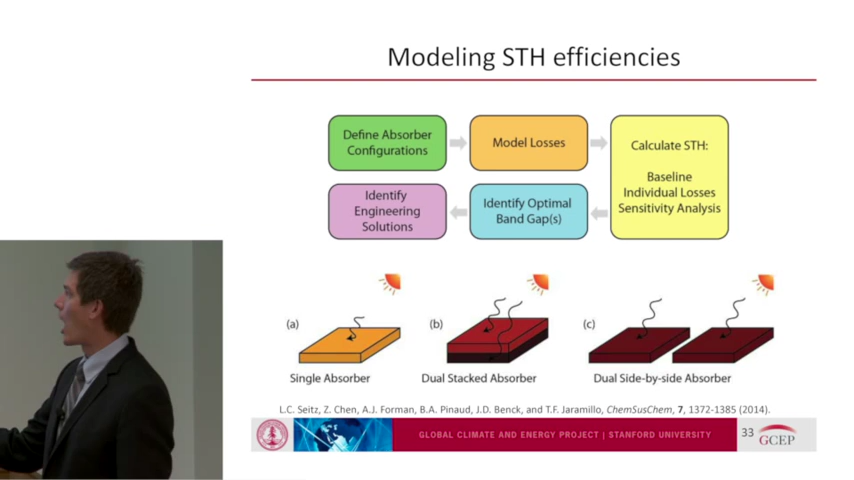 Modeling STH efficiencies
Define Absorber
Configurations
Model Losses
Calculate STH:
Baseline
Individual Losses
Sensitivity Analysis
Identify
Engineering
Solutions
Identify Optimal
Band Gap(s)
(a)
(b)
(c)
Single Absorber
Dual Stacked Absorber
Dual Side-by-side Absorber
L.C. Seitz, Z. Chen, A.J. Forman, B.A. Pinaud, J.D. Benck, and T.F. Jaramillo, ChemSusChem, 7, 1372-1385 (2014).
GLOBAL CLIMATE AND ENERGY PROJECT | STANFORD UNIVERSITY
33
GCEP